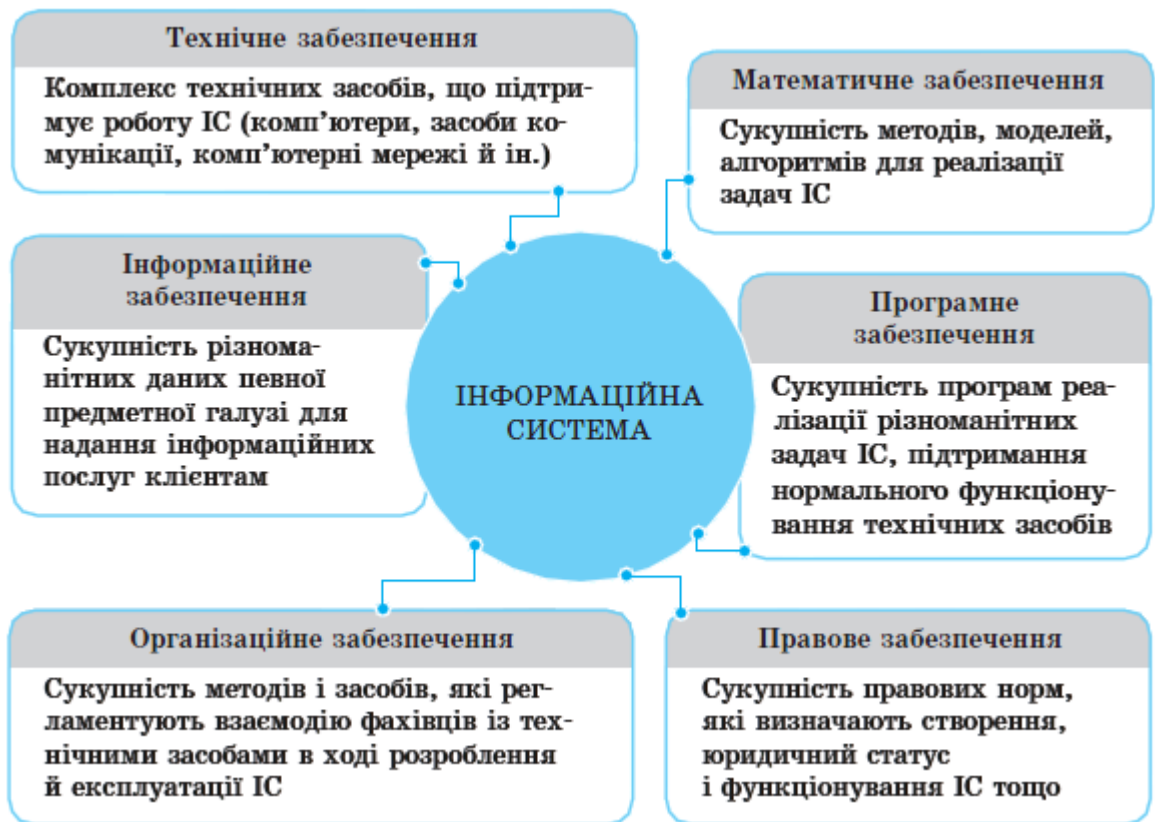 Технічне забезпечення
Комплекс технічних засобів, що підтри-
мує роботу ІС (комп’ютери, засоби ко-
мунікації, комп’ютерні мережі й ін.)
Математичне забезпечення
Сукупність методів, моделей,
алгоритмів для реалізації
задач ІС
Інформаційне
забезпечення
Сукупність різнома-
нітних даних певної
предметної галузі для
надання інформаційних
послуг клієнтам
ІНФОРМАЦІЙНА
СИСТЕМА
Програмне
забезпечення
Сукупність програм реа-
лізації різноманітних
задач ІС, підтримання
нормального функціону-
вання технічних засобів
Організаційне забезпечення
Сукупність методів і засобів, які рег-
ламентують взаємодію фахівців із тех-
нічними засобами в ході розроблення
й експлуатації ІС
Правове забезпечення
Сукупність правових норм,
які визначають створення,
юридичний статус
і функціонування ІС тощо